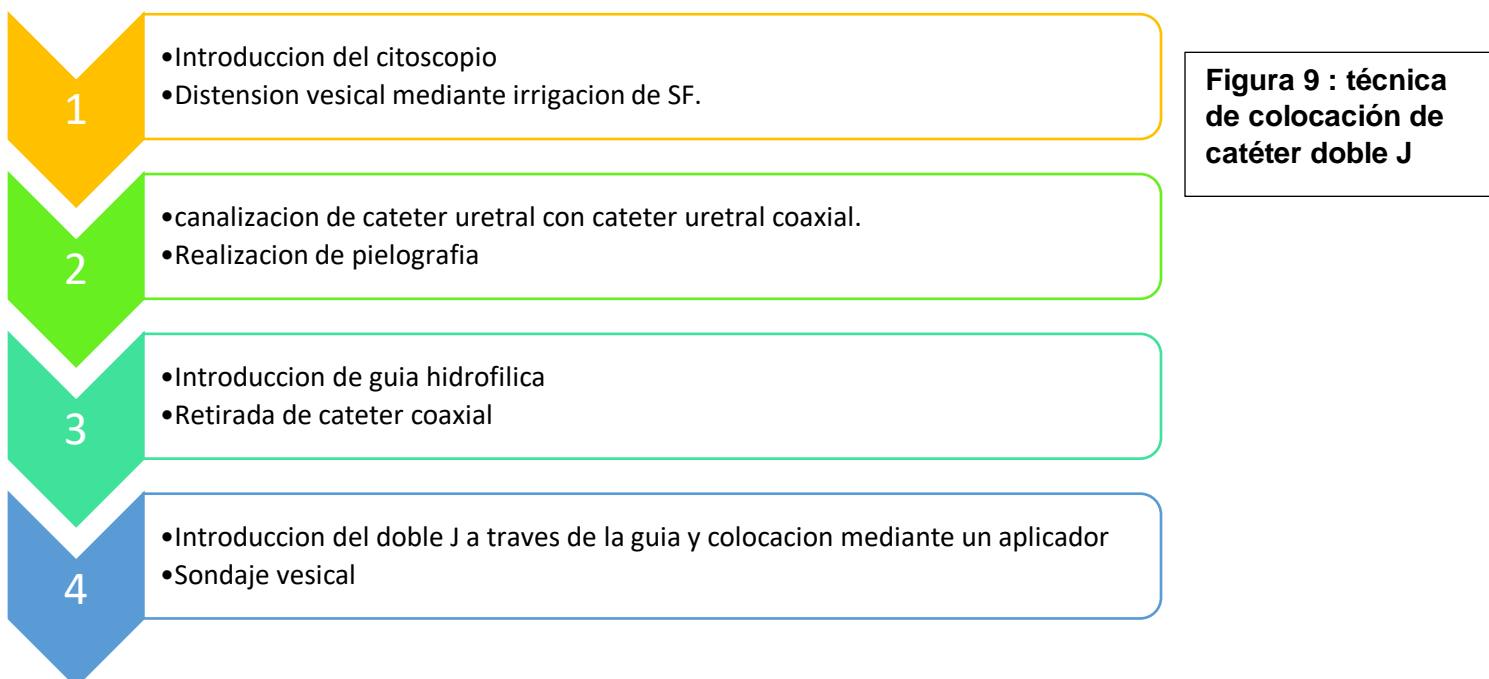 1
•Introduccion del citoscopio
•Distension vesical mediante irrigacion de SF.
Figura 9 : técnica
de colocación de
catéter doble J
2
•canalizacion de cateter uretral con cateter uretral coaxial.
•Realizacion de pielografia
3
•Introduccion de guia hidrofilica
•Retirada de cateter coaxial
4
•Introduccion del doble J a traves de la guia y colocacion mediante un aplicador
•Sondaje vesical